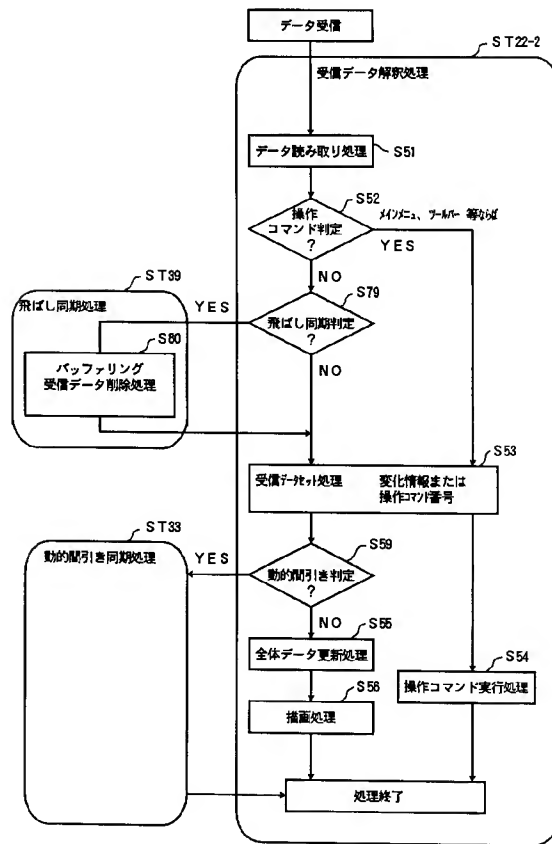 データ受信
ST22-2
受信データ解釈処理
データ読み取り処理
S51
S52
操作
コマンド判定
?
メインメニュ、ツールバー 等ならば
YES
NO
ST39
飛ばし同期処理
YES
S79
飛ばし同期判定
?
S80
バッファリング
受信データ削除処理
NO
S53
受信データセット処理
変化情報または
操作コマンド番号
ST33
動的間引き同期処理
YES
S59
動的間引き判定
?
NO
S55
全体データ更新処理
S54
操作コマンド実行処理
S56
描画処理
処理終了